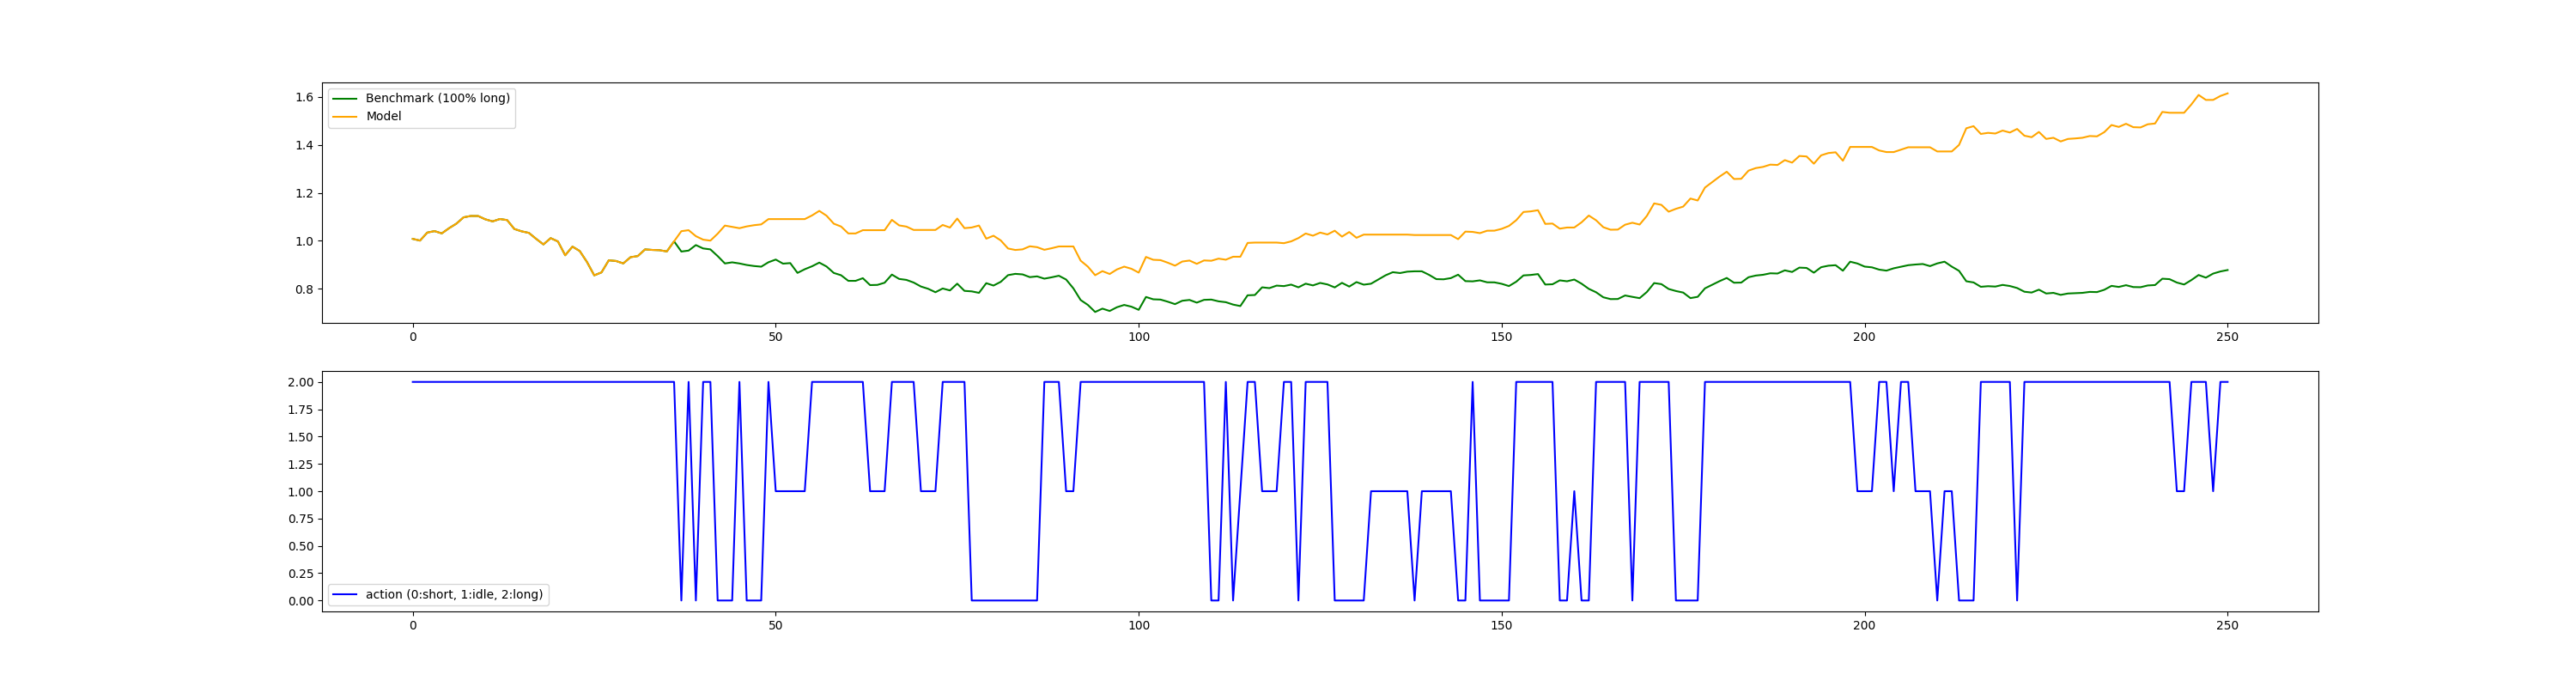 Benchmark (100% long)
Model
1.6
1.4
1.2
1.0
0.8
0 50 100 150 200 250
2.00
1.75
1.50
1.25
1.00
0.75
0.50
0.25
0.00
action (0:short, 1:idle, 2:long)
0 50 100 150 200 250